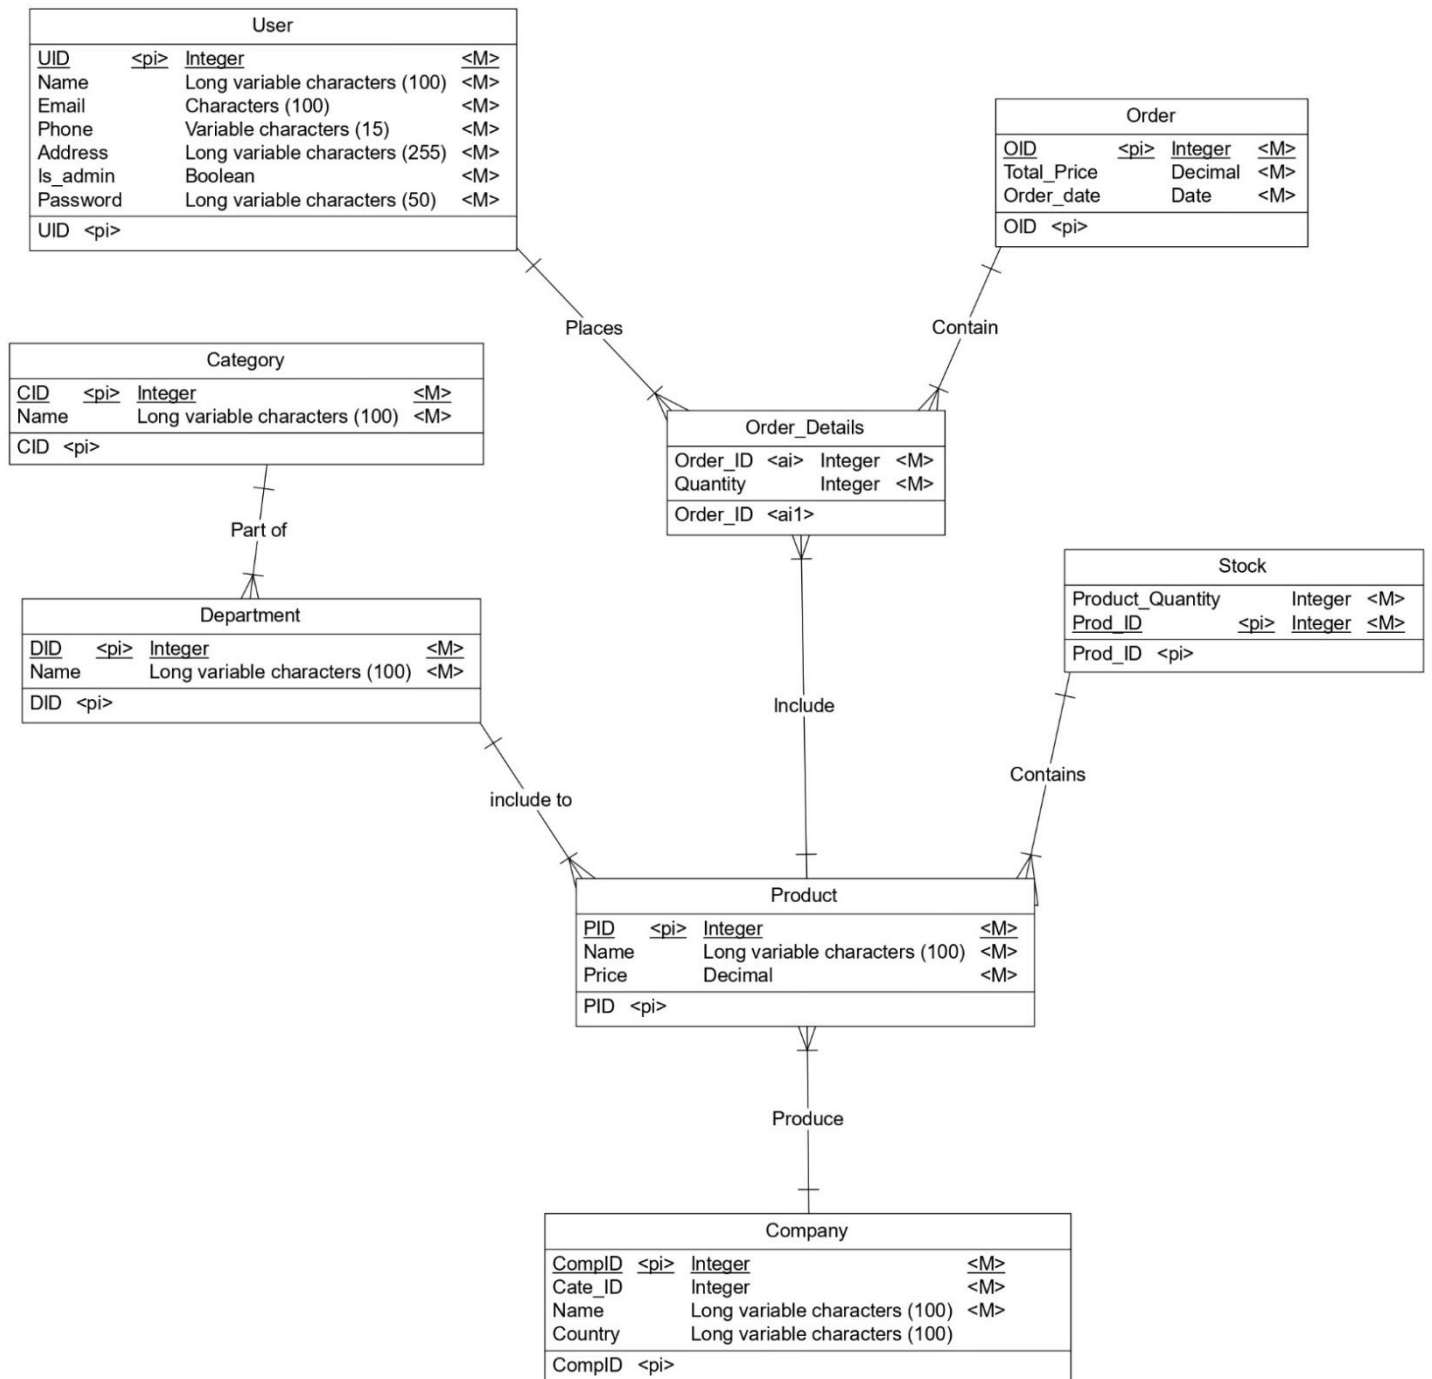 User
UID <pi> Integer <M>
Name Long variable characters (100) <M>
Email Characters (100) <M>
Phone Variable characters (15) <M>
Address Long variable characters (255) <M>
Is_admin Boolean <M>
Password Long variable characters (50) <M>
UID <pi>
Order
OID <pi> Integer <M>
Total_Price Decimal <M>
Order_date Date <M>
OID <pi>
Places
Contain
Category
CID <pi> Integer <M>
Name Long variable characters (100) <M>
CID <pi>
Order_Details
Order_ID <ai> Integer <M>
Quantity Integer <M>
Order_ID <ai1>
Part of
Department
DID <pi> Integer <M>
Name Long variable characters (100) <M>
DID <pi>
Stock
Product_Quantity Integer <M>
Prod_ID <pi> Integer <M>
Prod_ID <pi>
Include
Contains
include to
Product
PID <pi> Integer <M>
Name Long variable characters (100) <M>
Price Decimal <M>
PID <pi>
Produce
Company
CompID <pi> Integer <M>
Cate_ID Integer <M>
Name Long variable characters (100) <M>
Country Long variable characters (100)
CompID <pi>